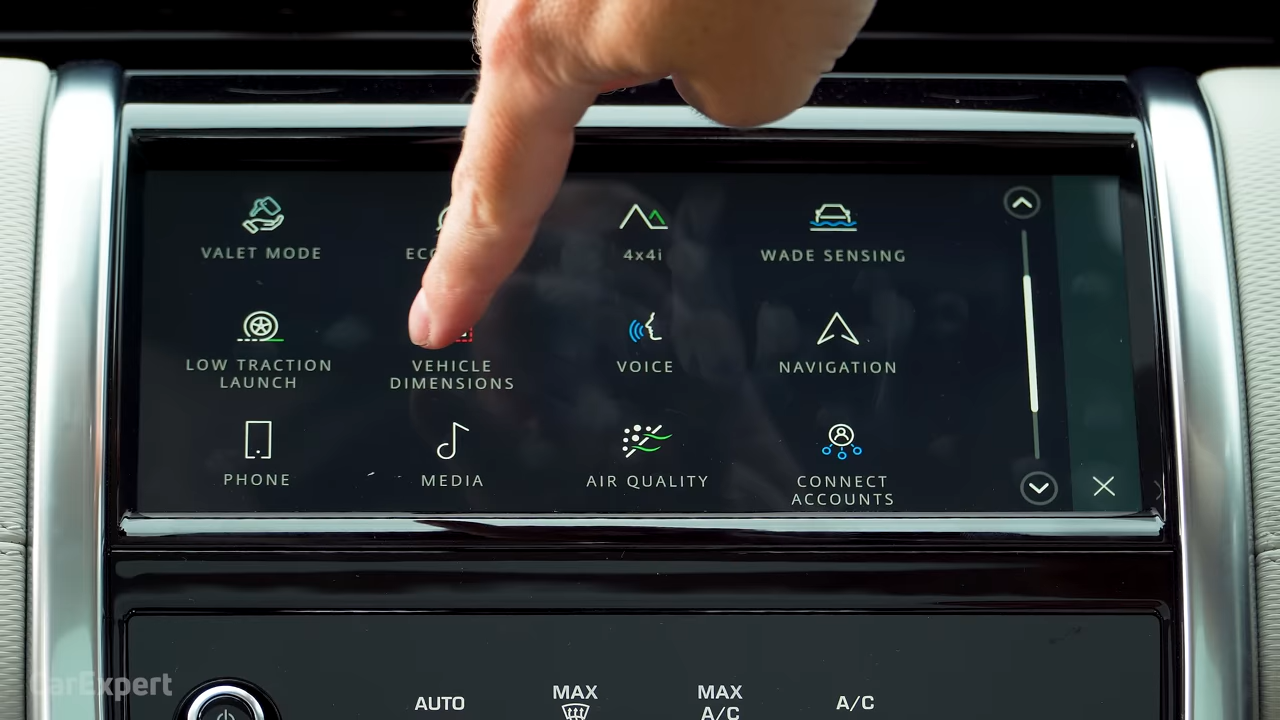 VALET MODE
4x4i
WADE SENSING
LOW TRACTION
LAUNCH
VEHICLE
DIMENSIONS
VOICE
NAVIGATION
PHONE
MEDIA
AIR QUALITY
CONNECT
ACCOUNTS
CarExpert
AUTO
MAX
MAX
A/C
A/C